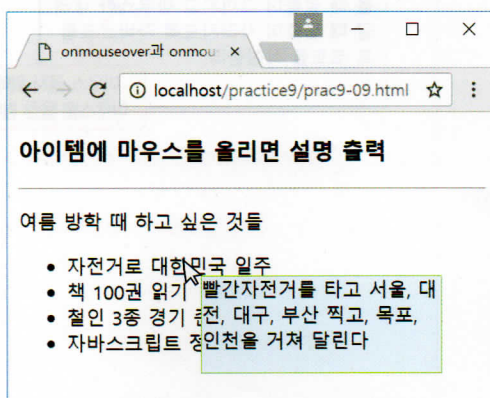 onmouseover과 onmou
localhost/practice9/prac9-09.html
아이템에 마우스를 올리면 설명 출력
여름 방학 때 하고 싶은 것들
• 자전거로 대한민국 일주
• 책 100권 읽기
• 철인 3종 경기
• 자바스크립트 정
빨간자전거를 타고 서울, 대
전, 대구, 부산 찍고, 목포,
인천을 거쳐 달린다